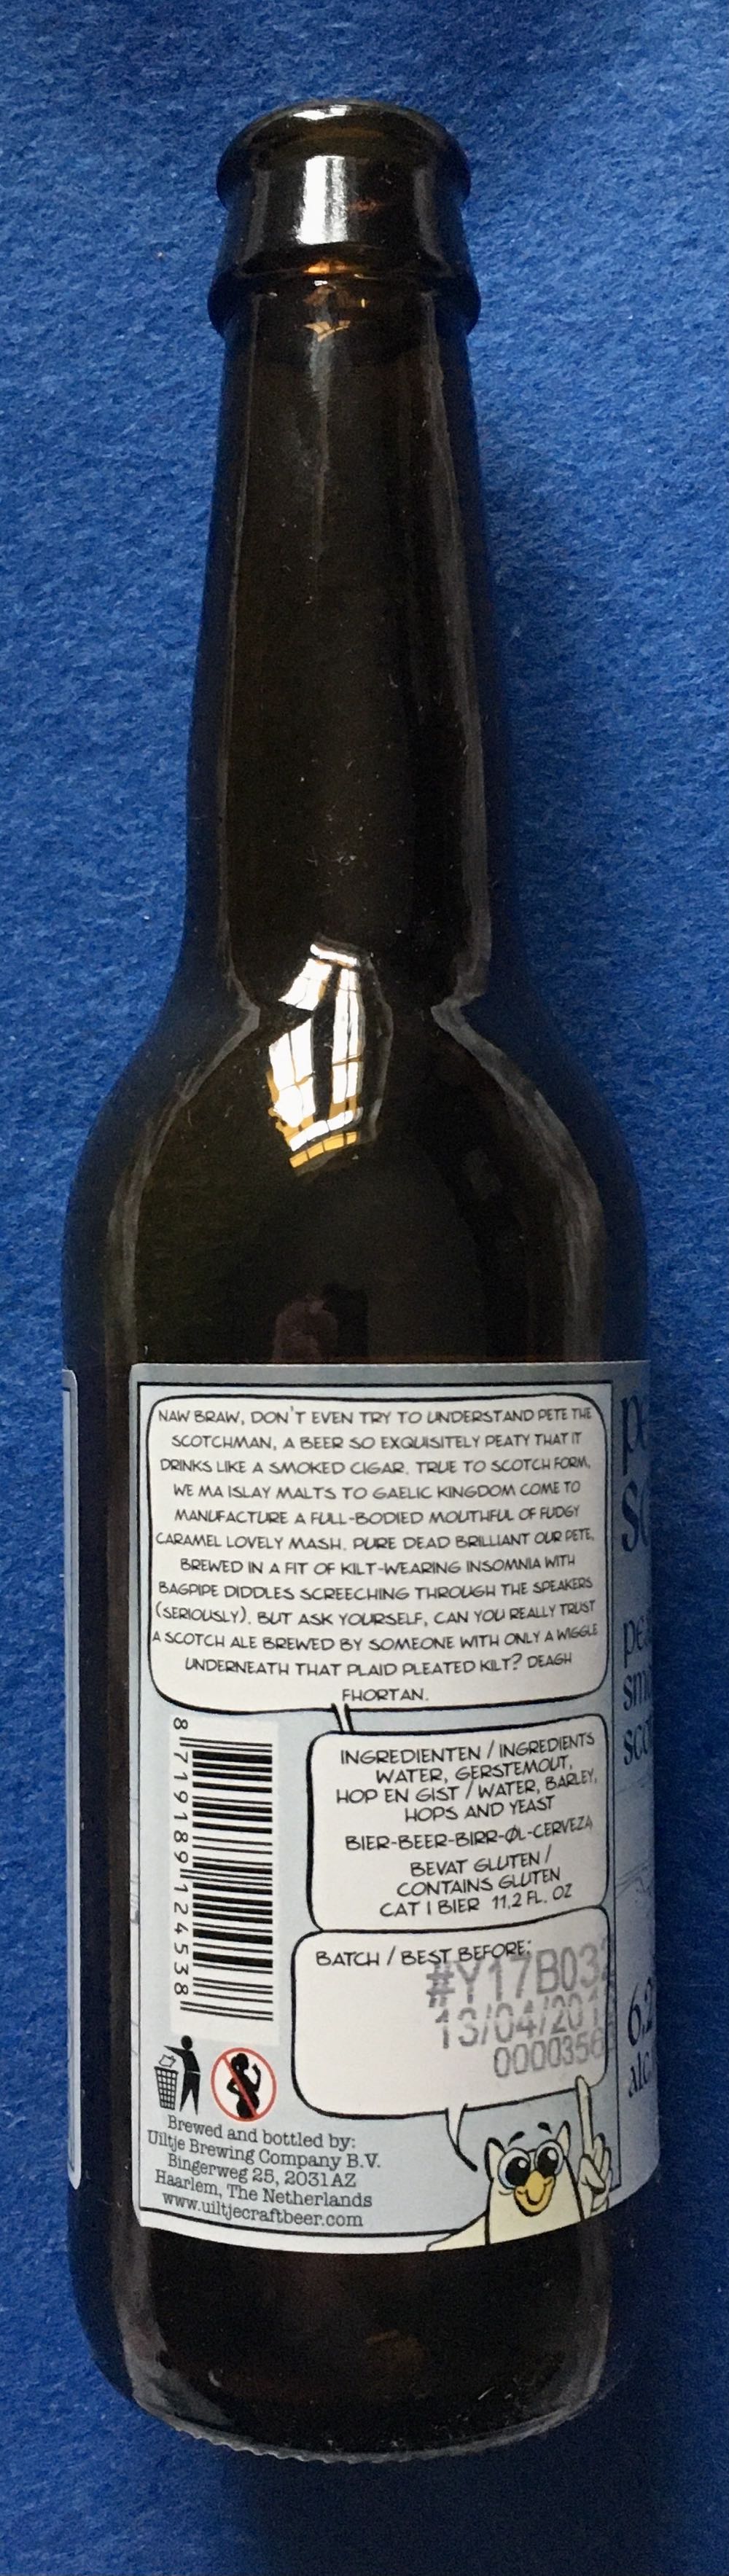 NAW BRAW, DON'T EVEN TRY TO UNDERSTAND PETE THE
SCOTCHMAN, A BEER SO EXQUISITELY PEATY THAT IT
DRINKS LIKE A SMOKED CIGAR. TRUE TO SCOTCH FORM,
WE MA ISLAY MALTS TO GAELIC KINGDOM COME TO
MANUFACTURE A FULL-BODIED MOUTHFUL OF FUDGY
CARAMEL LOVELY MASH. PURE DEAD BRILLIANT OUR PETE,
BREWED IN A FIT OF KILT-WEARING INSOMNIA WITH
BAGPIPE DIDDLES SCREECHING THROUGH THE SPEAKERS
(SERIOUSLY). BUT ASK YOURSELF, CAN YOU REALLY TRUST
A SCOTCH ALE BREWED BY SOMEONE WITH ONLY A WIGGLE
UNDERNEATH THAT PLAID PLEATED KILT? DEAGH
FHORTAN.
8 719189 124538
INGREDIENTEN / INGREDIENTS
WATER, GERSTEMOUT,
HOP EN GIST / WATER, BARLEY,
HOPS AND YEAST
BIER-BEER-BIRR-ØL-CERVEZA
BEVAT GLUTEN /
CONTAINS GLUTEN
CAT I BIER 11.2 FL. OZ
BATCH / BEST BEFORE:
#Y17B03
13/04/201
0000356
Brewed and bottled by:
Uiltje Brewing Company B.V.
Bingerweg 25, 2031AZ
Haarlem, The Netherlands
www.uiltjecraftbeer.com